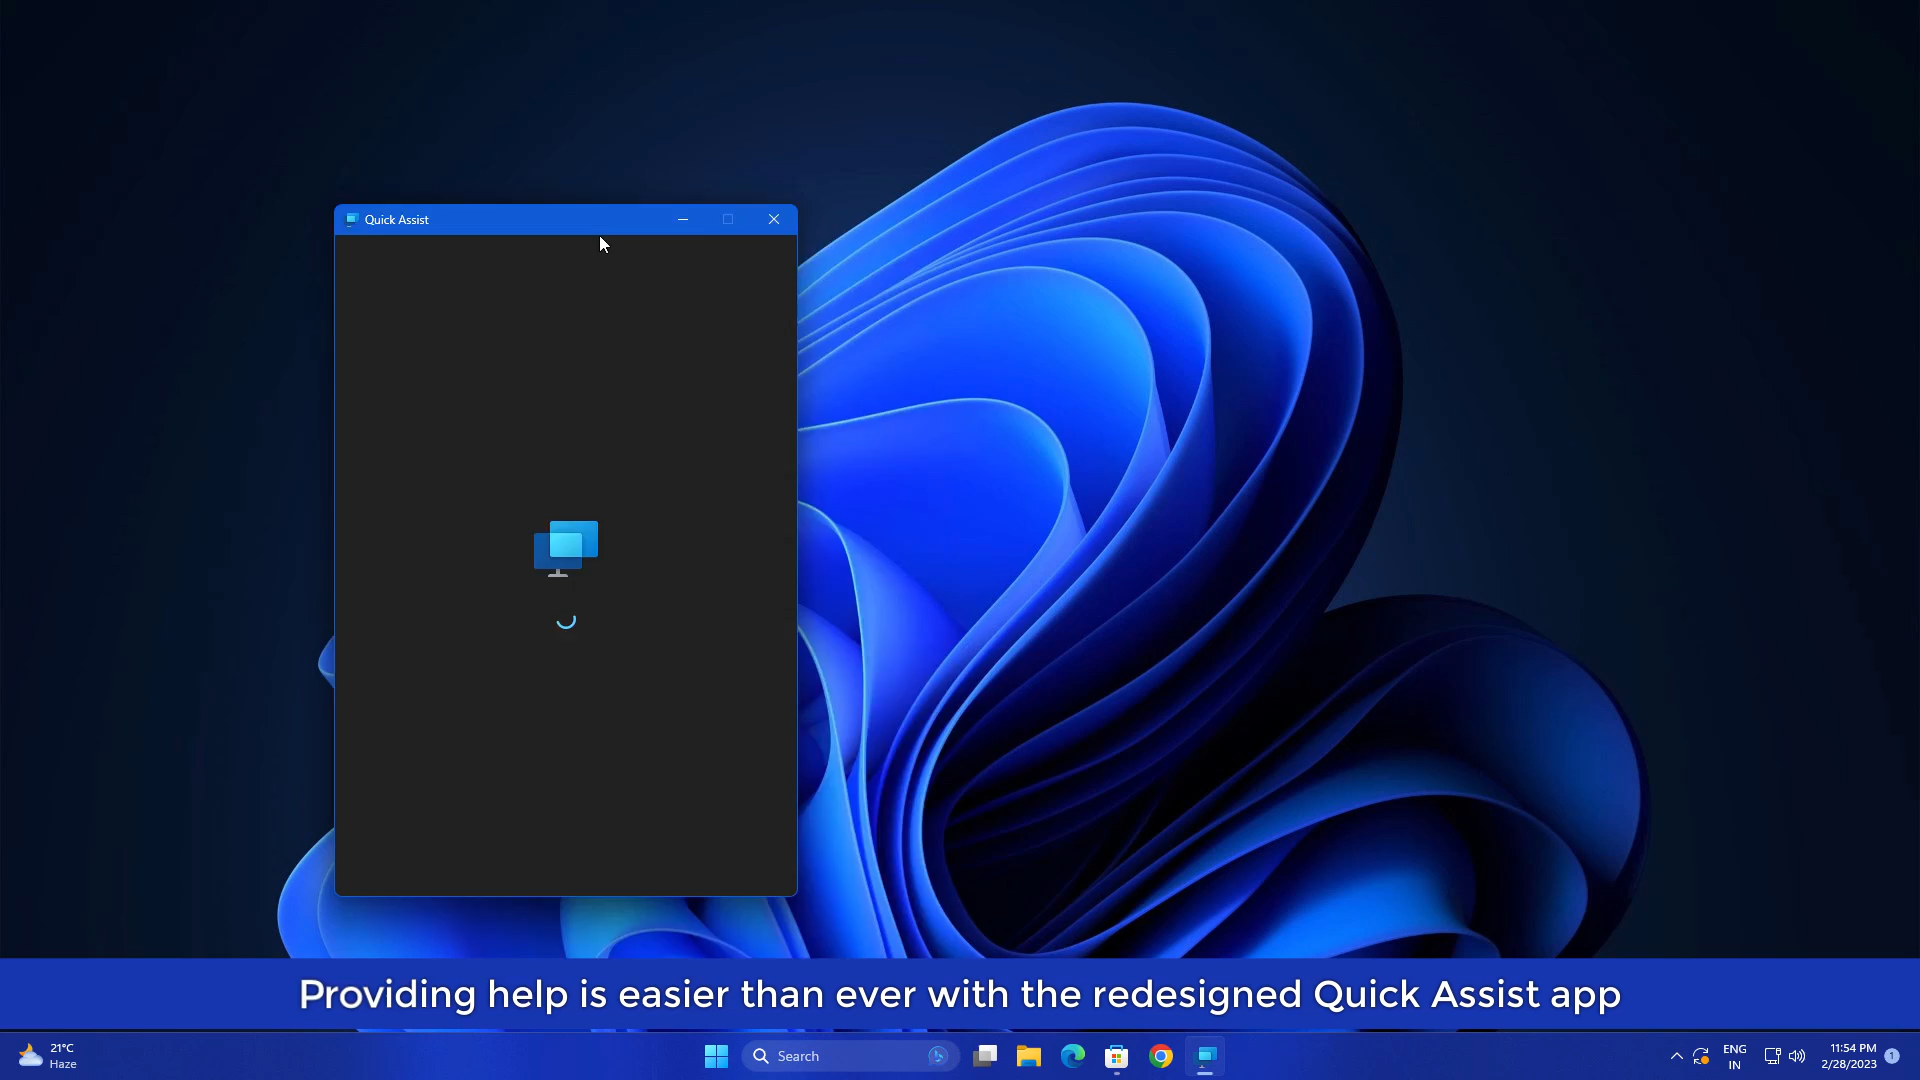 Quick Assist
Providing help is easier than ever with the redesigned Quick Assist app
21°C
Haze
Search
ENG
IN
11:54 PM
2/28/2023
1